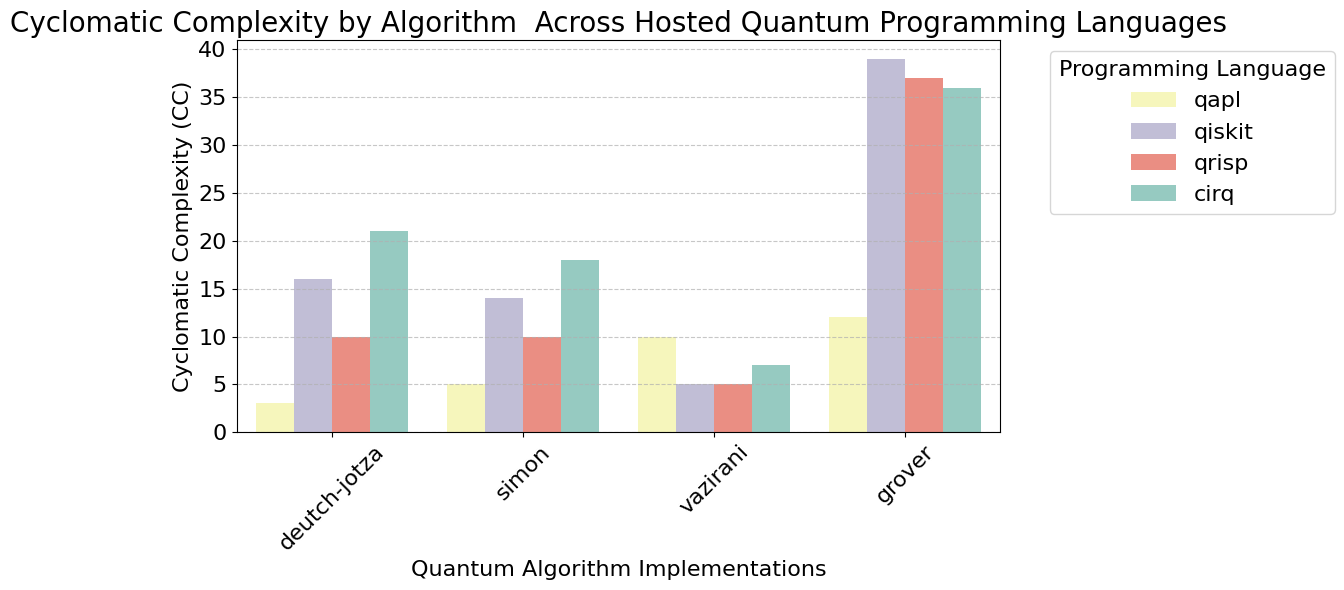 Cyclomatic Complexity by Algorithm  Across Hosted Quantum Programming Languages
Cyclomatic Complexity (CC)
40
35
30
25
20
15
10
5
0
deutch-jotza
simon
vazirani
grover
Quantum Algorithm Implementations
Programming Language
qapl
qiskit
qrisp
cirq